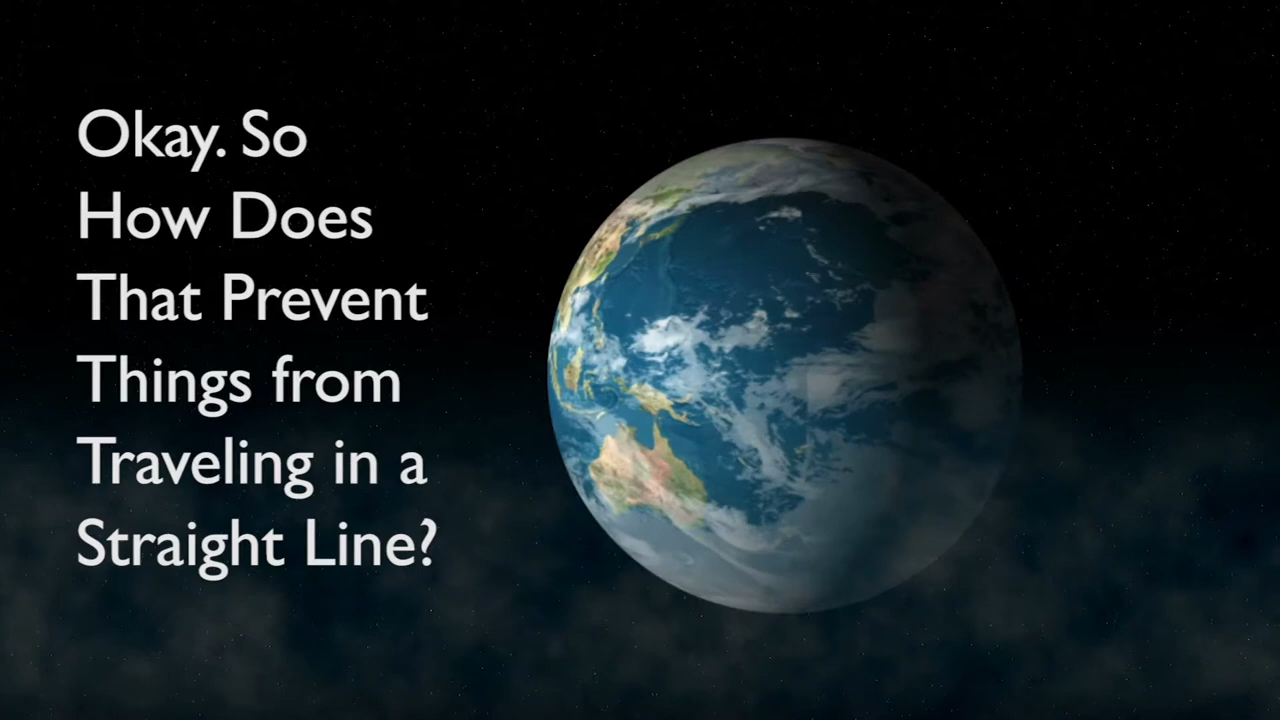 Okay. So
How Does
That Prevent
Things from
Traveling in a
Straight Line?